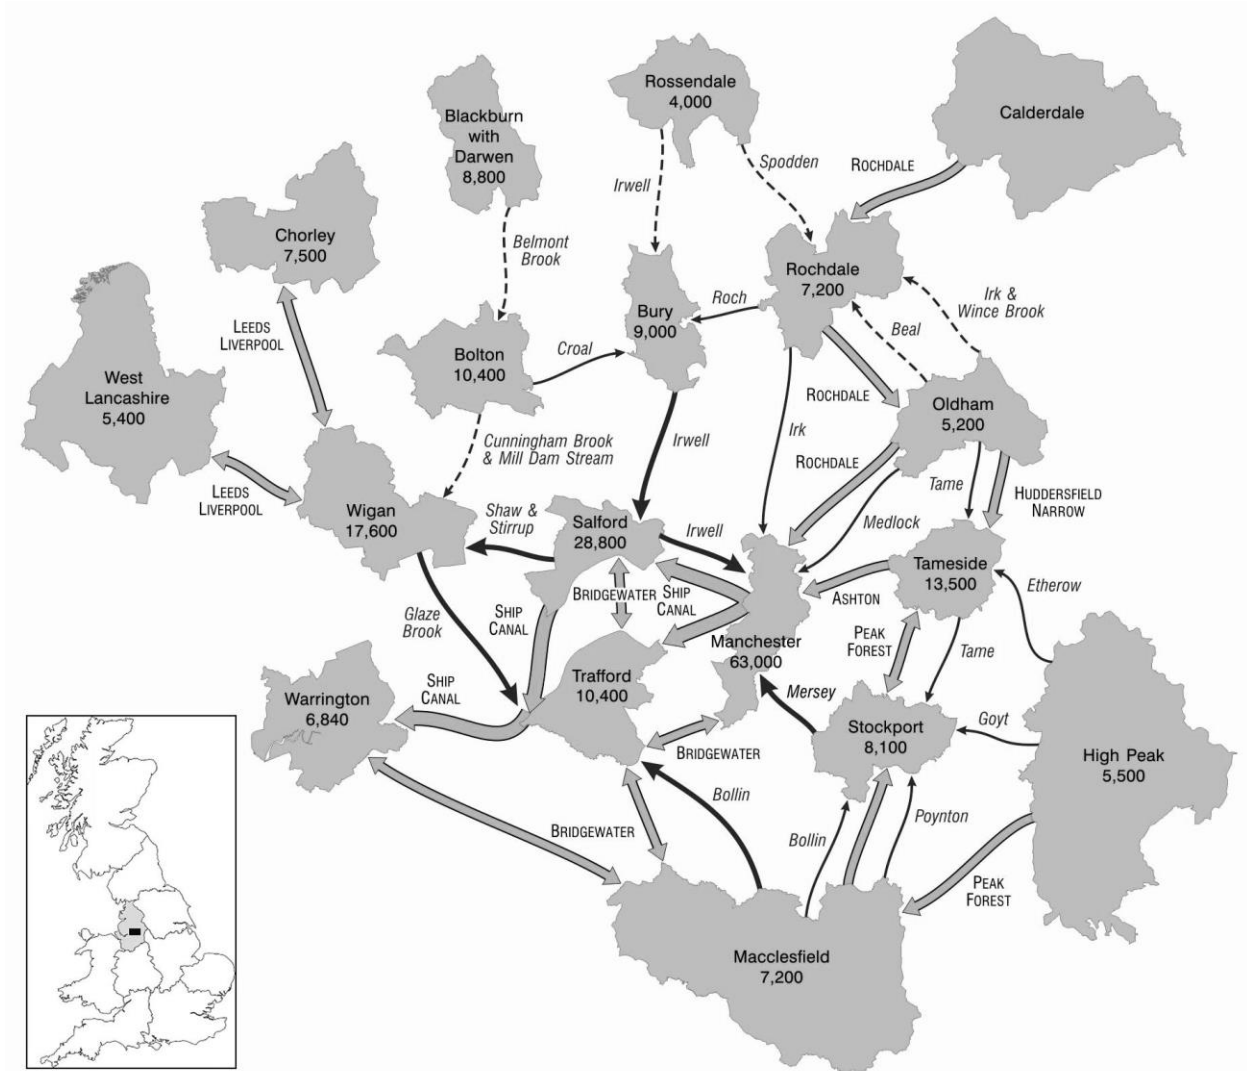 Rossendale
4,000
Calderdale
Blackburn
with
Darwen
8,800
Spodden
ROCHDALE
Irwell
Chorley
7,500
Belmont
Brook
Rochdale
7,200
Irk &
Wince Brook
Roch
Bury
9,000
Beal
LEEDS
LIVERPOOL
Croal
Bolton
10,400
West
Lancashire
5,400
ROCHDALE
Oldham
5,200
Cunningham Brook
& Mill Dam Stream
Irwell
Irk
ROCHDALE
Tame
HUDDERSFIELD
NARROW
LEEDS
LIVERPOOL
Wigan
17,600
Shaw &
Stirrup
Salford
28,800
Irwell
Medlock
Tameside
13,500
Etherow
BRIDGEWATER
SHIP
CANAL
ASHTON
Glaze
Brook
SHIP
CANAL
Manchester
63,000
PEAK
FOREST
Tame
Trafford
10,400
SHIP
CANAL
Warrington
6,840
Mersey
Stockport
8,100
Goyt
High Peak
5,500
BRIDGEWATER
Bollin
BRIDGEWATER
Bollin
Poynton
PEAK
FOREST
Macclesfield
7,200